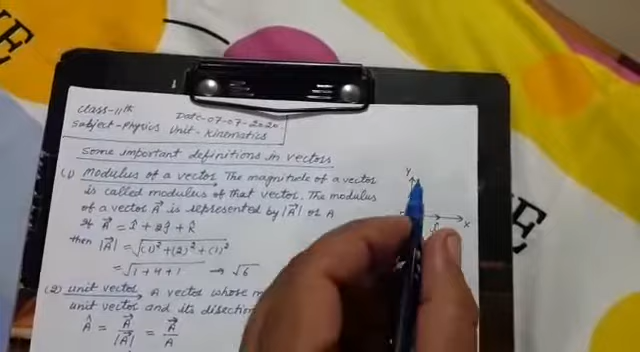 Class-11th Date-07-07-2020
Subject-Physics Unit-Kinematics
Some important definitions in vectors
(1) Modulus of a vector The magnitude of a vector
is called modulus of that vector. The modulus
of a vector A⃗ is represented by |A⃗| or A
If A⃗ = î + 2ĵ + k̂
then |A⃗| = √(1)²+(2)²+(1)²
= √1+4+1 → √6
(2) unit vector A vector whose
unit vector and its direction
Â = A⃗/|A⃗| = A⃗/A
Y
X